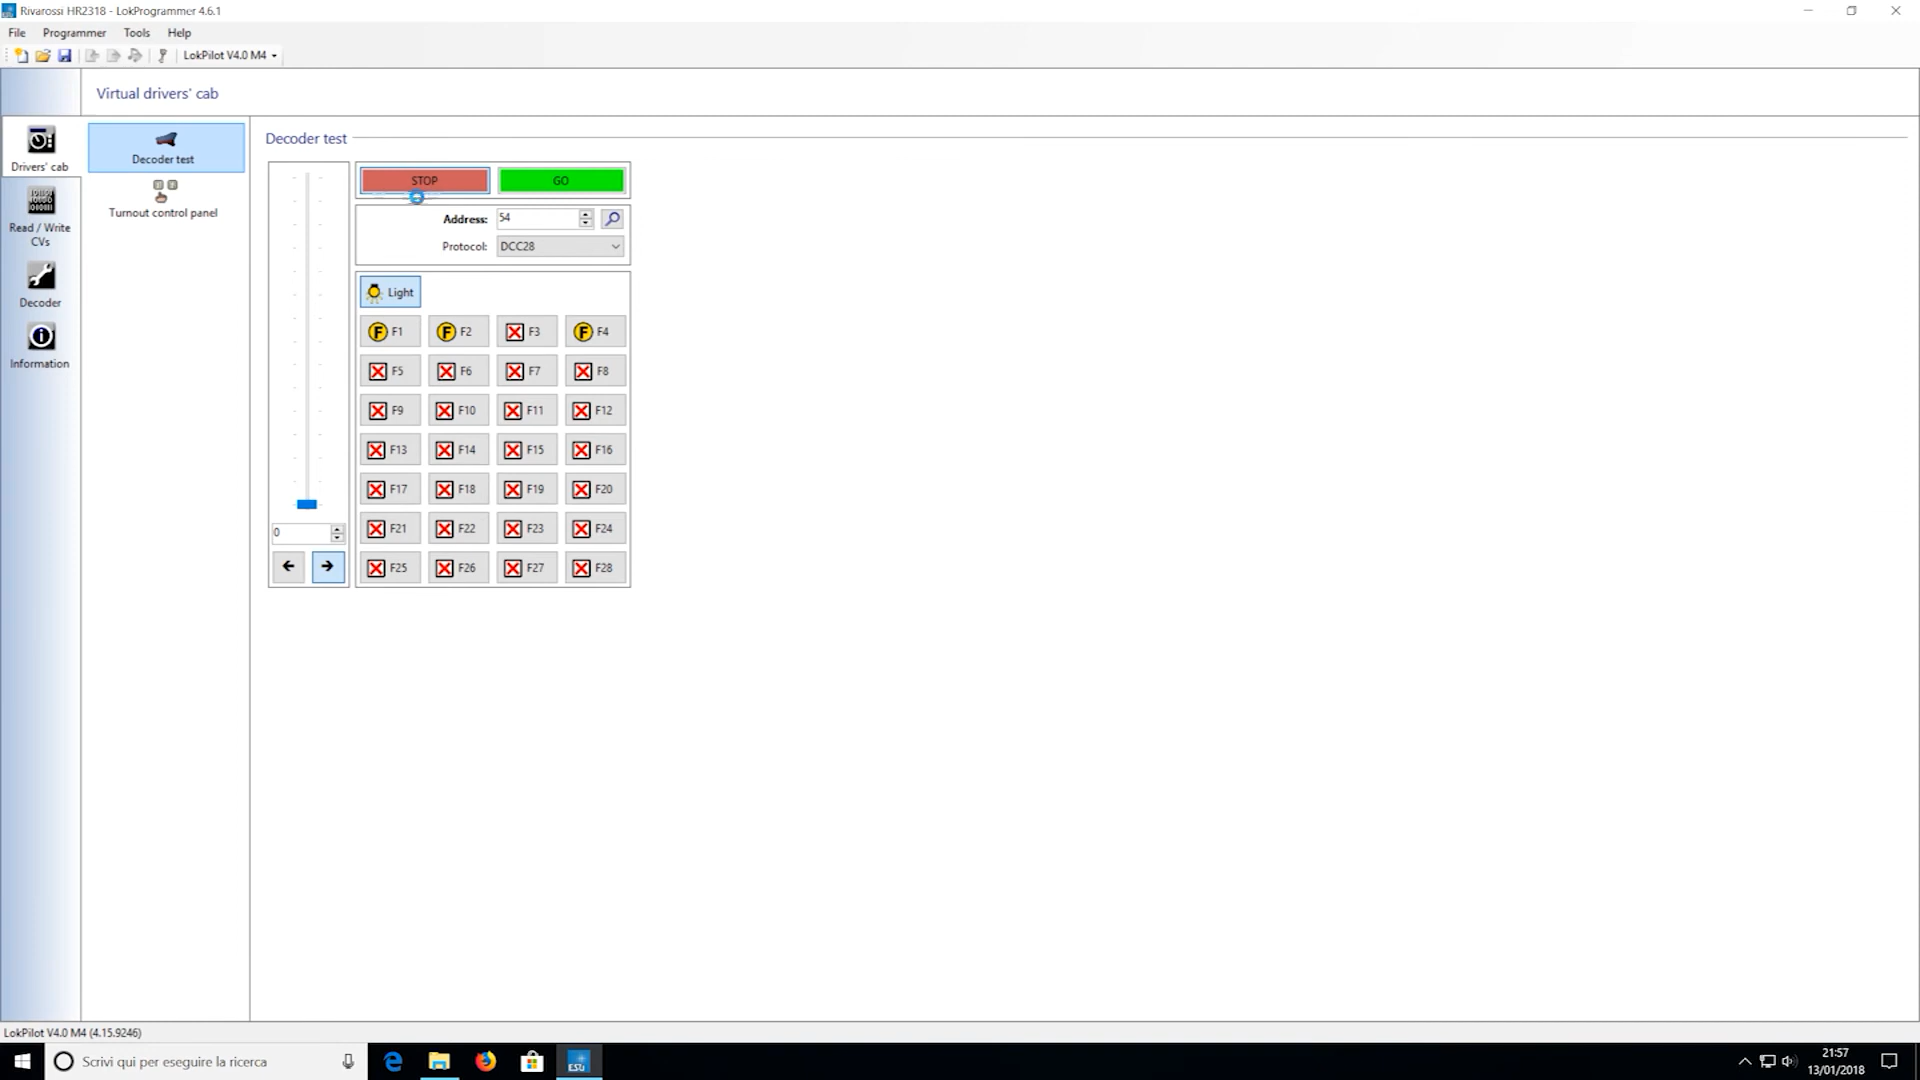 Rivarossi HR2318 - LokProgrammer 4.6.1
File Programmer Tools Help
LokPilot V4.0 M4
Virtual drivers' cab
Drivers' cab
Read / Write
CVs
Decoder
Information
Decoder test
Turnout control panel
Decoder test
STOP GO
Address: 54
Protocol: DCC28
Light
F1 F2 F3 F4
F5 F6 F7 F8
F9 F10 F11 F12
F13 F14 F15 F16
F17 F18 F19 F20
F21 F22 F23 F24
F25 F26 F27 F28
0
LokPilot V4.0 M4 (4.15.9246)
Scrivi qui per eseguire la ricerca
21:57
13/01/2018